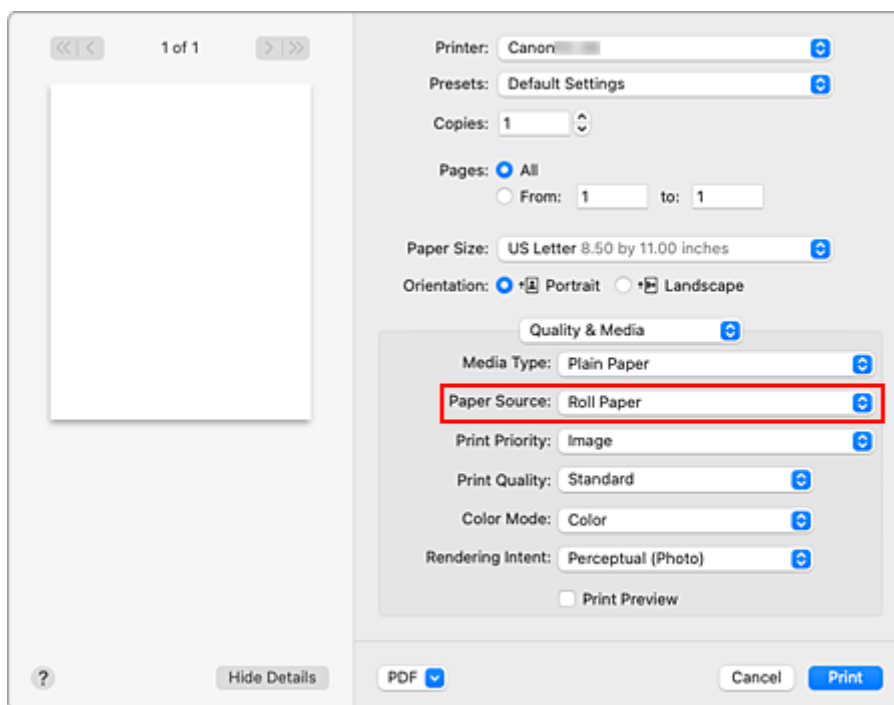 1 of 1
Printer: Canon
Presets: Default Settings
Copies: 1
Pages: All
From: 1 to: 1
Paper Size: US Letter 8.50 by 11.00 inches
Orientation: Portrait Landscape
Quality & Media
Media Type: Plain Paper
Paper Source: Roll Paper
Print Priority: Image
Print Quality: Standard
Color Mode: Color
Rendering Intent: Perceptual (Photo)
Print Preview
? Hide Details PDF Cancel Print